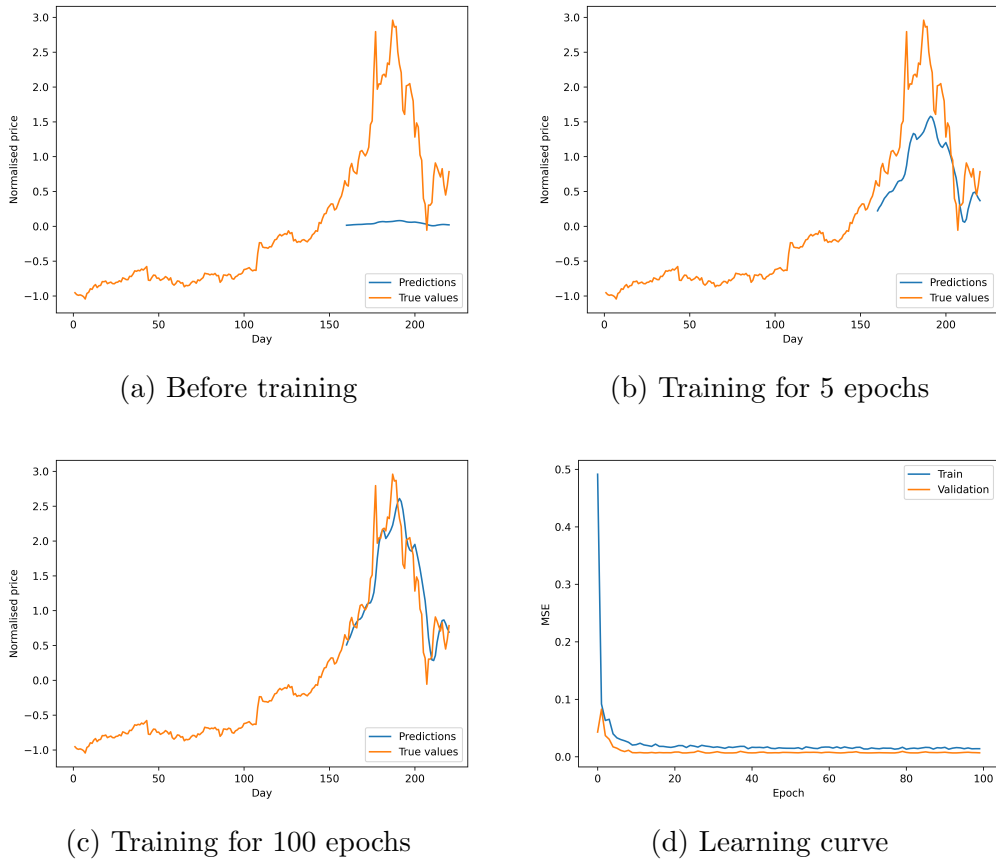 3.0
2.5
2.0
1.5
1.0
0.5
0.0
−0.5
−1.0
Normalised price
0 50 100 150 200
Day
Predictions
True values
(a) Before training
3.0
2.5
2.0
1.5
1.0
0.5
0.0
−0.5
−1.0
Normalised price
0 50 100 150 200
Day
Predictions
True values
(b) Training for 5 epochs
3.0
2.5
2.0
1.5
1.0
0.5
0.0
−0.5
−1.0
Normalised price
0 50 100 150 200
Day
Predictions
True values
(c) Training for 100 epochs
0.5
0.4
0.3
0.2
0.1
0.0
MSE
0 20 40 60 80 100
Epoch
Train
Validation
(d) Learning curve